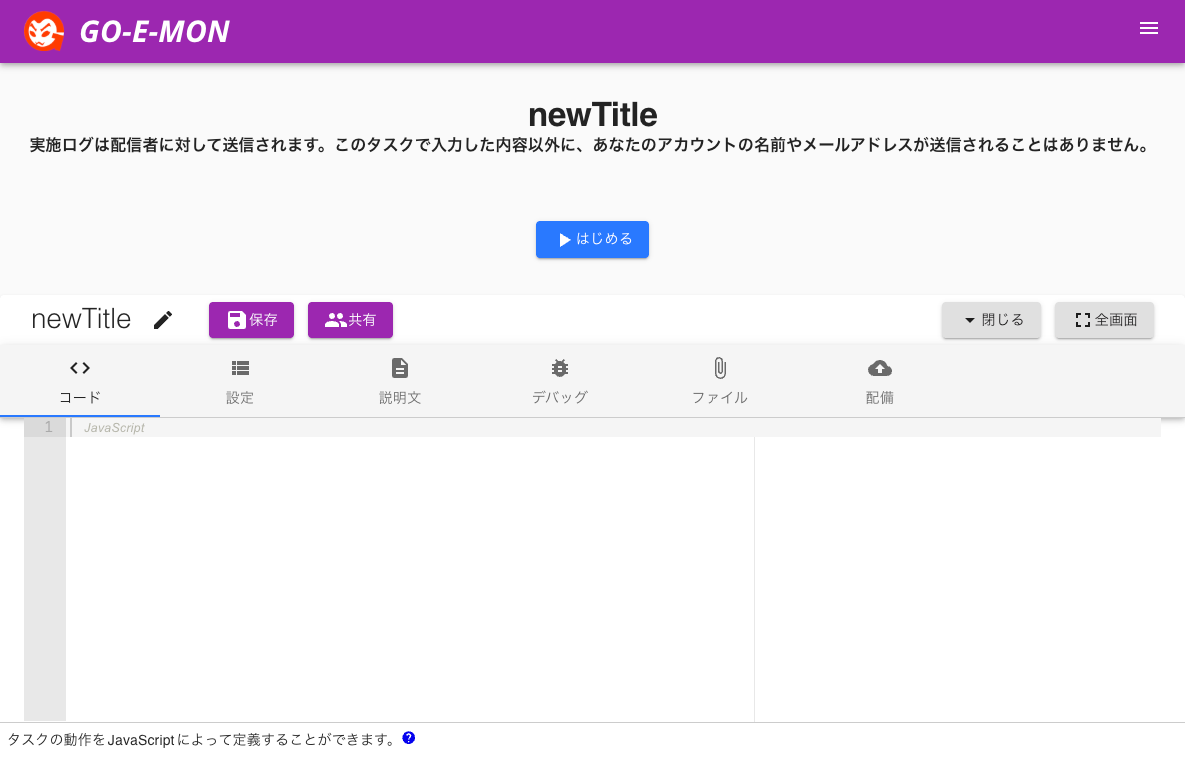 GO-E-MON
newTitle
実施ログは配信者に対して送信されます。このタスクで入力した内容以外に、あなたのアカウントの名前やメールアドレスが送信されることはありません。
はじめる
newTitle 保存 共有 閉じる 全画面
コード 設定 説明文 デバッグ ファイル 配備
1 JavaScript
タスクの動作をJavaScriptによって定義することができます。?